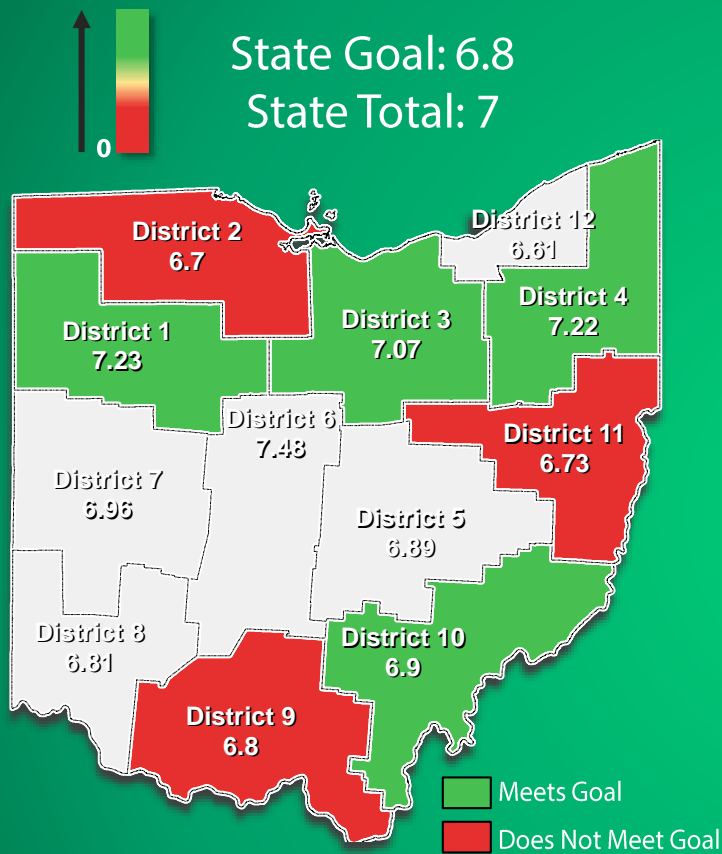 State Goal: 6.8
State Total: 7
0
District 12
6.61
District 2
6.7
District 4
7.22
District 3
7.07
District 1
7.23
District 6
7.48
District 11
6.73
District 7
6.96
District 5
6.89
District 8
6.81
District 10
6.9
District 9
6.8
Meets Goal
Does Not Meet Goal